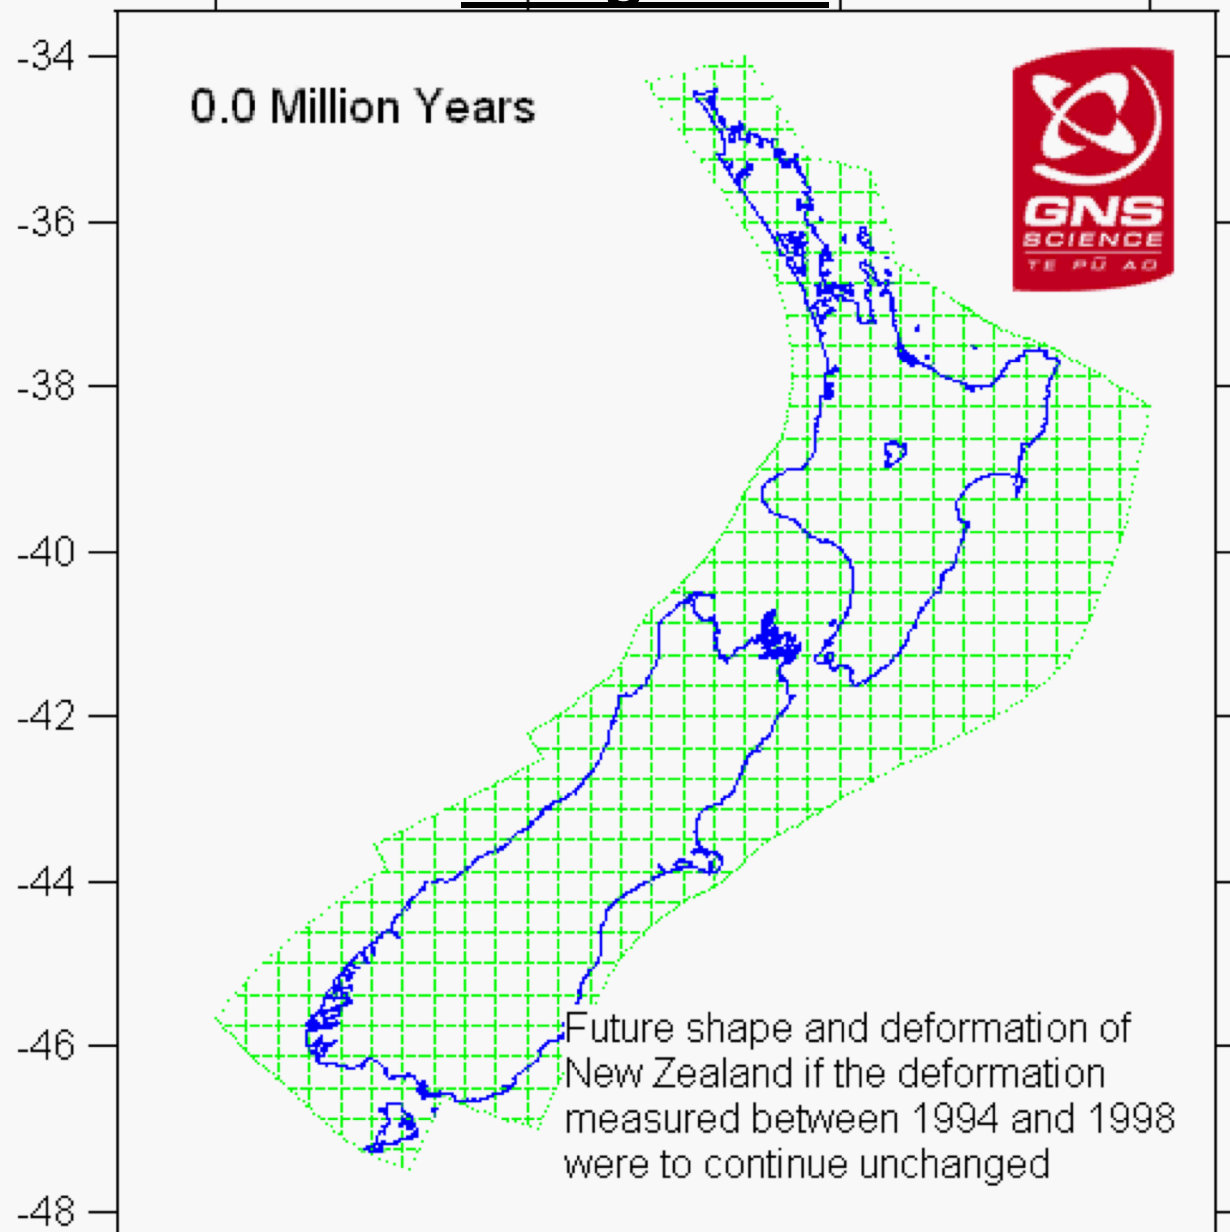 -34
0.0 Million Years
GNS
SCIENCE
TE PŪ AO
-36
-38
-40
-42
-44
-46
Future shape and deformation of
New Zealand if the deformation
measured between 1994 and 1998
were to continue unchanged
-48